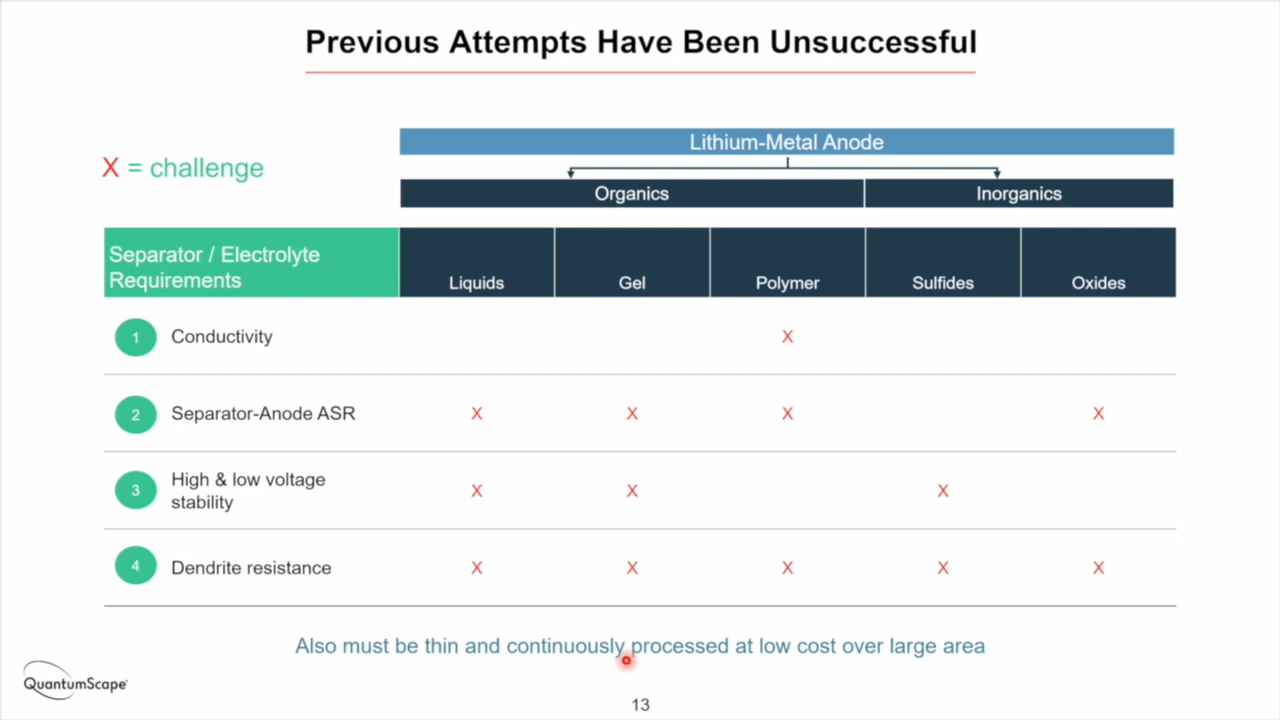 Previous Attempts Have Been Unsuccessful
X = challenge
Lithium-Metal Anode
Organics
Inorganics
Separator / Electrolyte
Requirements
Liquids
Gel
Polymer
Sulfides
Oxides
1 Conductivity X
2 Separator-Anode ASR X X X X
3 High & low voltage
stability X X X
4 Dendrite resistance X X X X X
Also must be thin and continuously processed at low cost over large area
QuantumScape
13